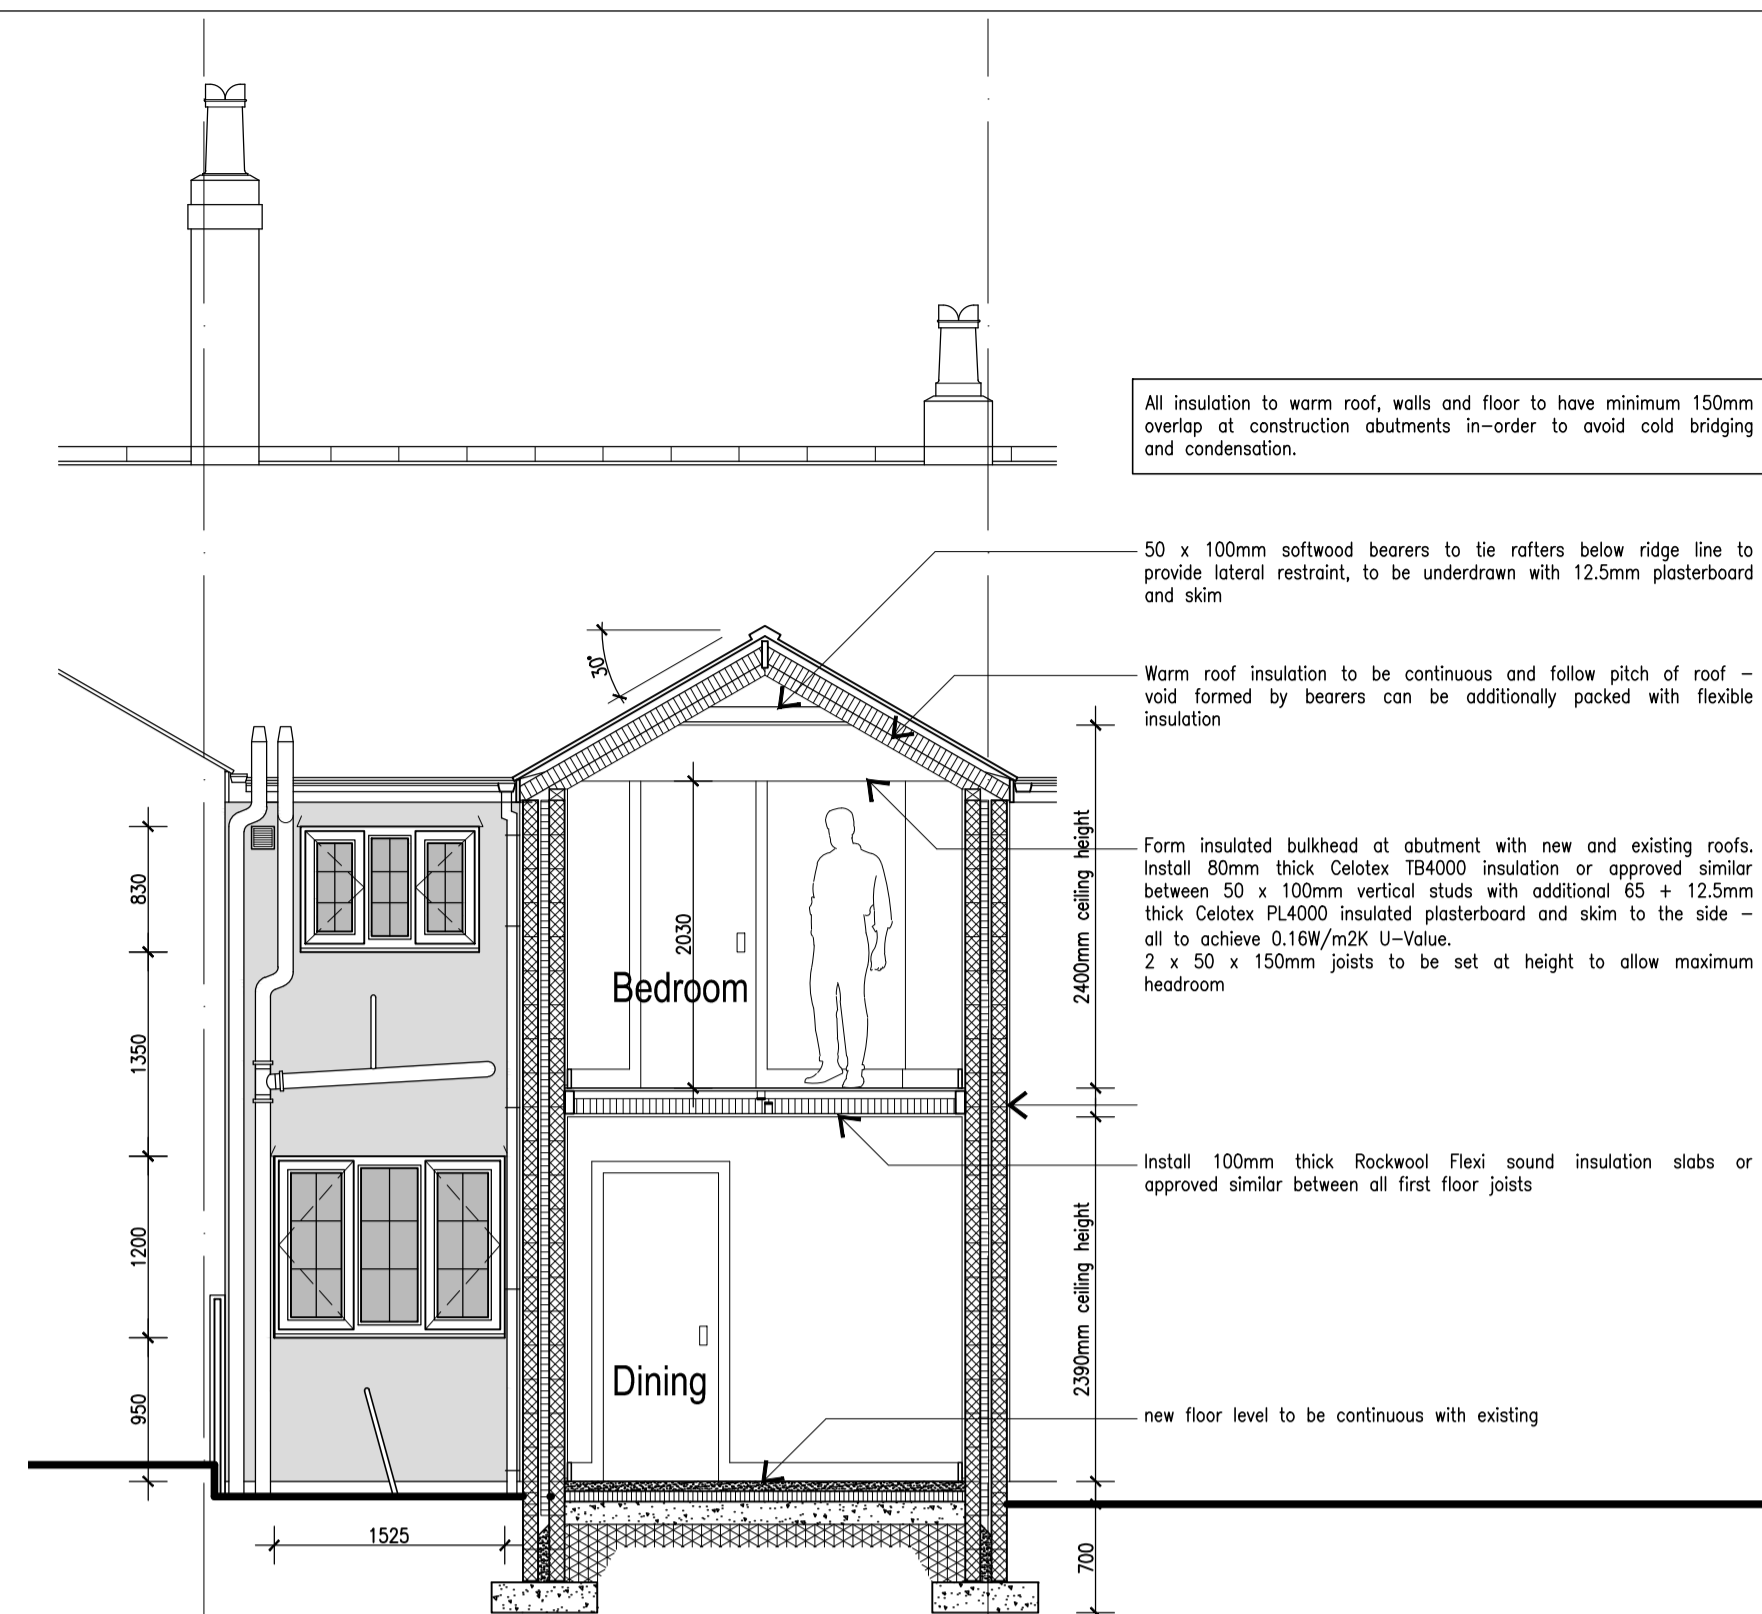 All insulation to warm roof, walls and floor to have minimum 150mm
overlap at construction abutments in-order to avoid cold bridging
and condensation.
50 x 100mm softwood bearers to tie rafters below ridge line to
provide lateral restraint, to be underdrawn with 12.5mm plasterboard
and skim
30°
Warm roof insulation to be continuous and follow pitch of roof –
void formed by bearers can be additionally packed with flexible
insulation
Form insulated bulkhead at abutment with new and existing roofs.
Install 80mm thick Celotex TB4000 insulation or approved similar
between 50 x 100mm vertical studs with additional 65 + 12.5mm
thick Celotex PL4000 insulated plasterboard and skim to the side –
all to achieve 0.16W/m2K U-Value.
2 x 50 x 150mm joists to be set at height to allow maximum
headroom
830
2030
2400mm ceiling height
Bedroom
1350
Install 100mm thick Rockwool Flexi sound insulation slabs or
approved similar between all first floor joists
1200
2390mm ceiling height
Dining
950
new floor level to be continuous with existing
1525
700